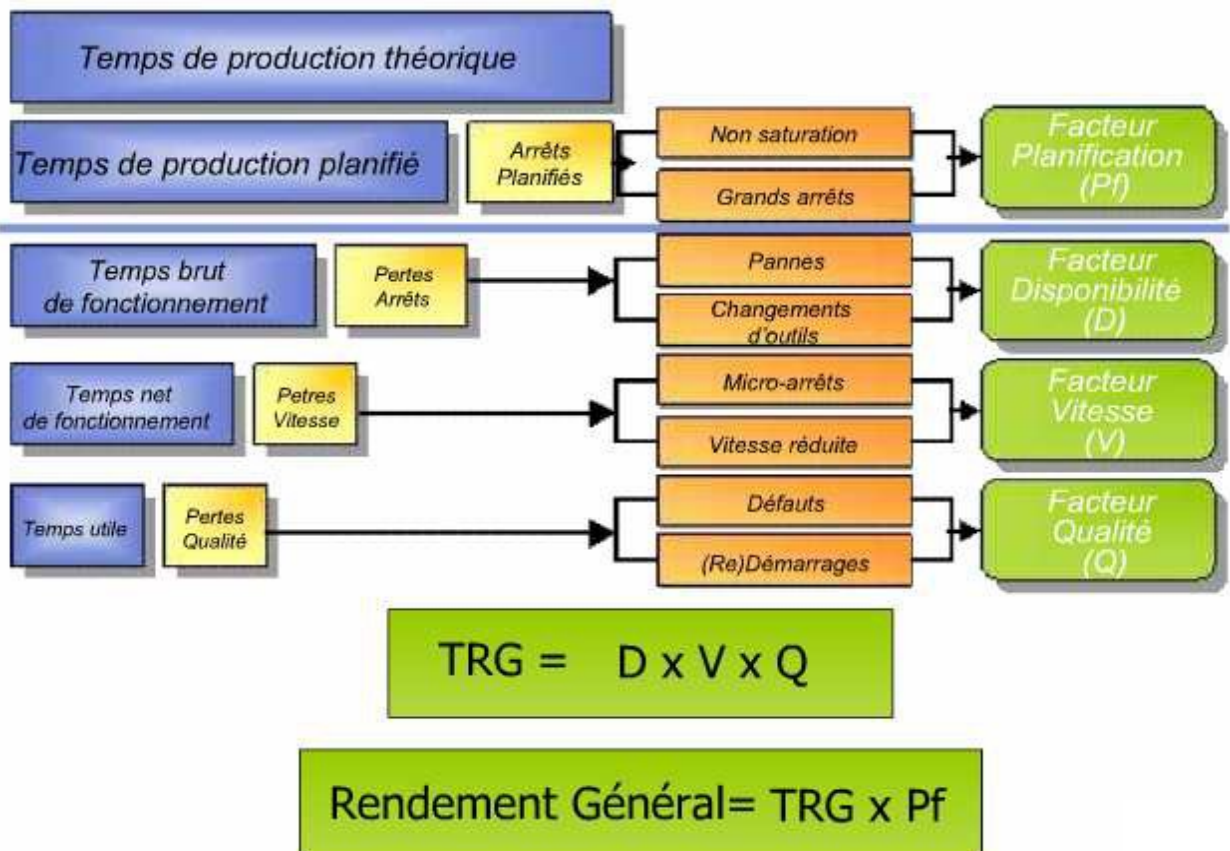 Temps de production théorique
Temps de production planifié
Arrêts
Planifiés
Non saturation
Grands arrêts
Facteur
Planification
(Pf)
Temps brut
de fonctionnement
Pertes
Arrêts
Pannes
Changements
d'outils
Facteur
Disponibilité
(D)
Temps net
de fonctionnement
Petres
Vitesse
Micro-arrêts
Vitesse réduite
Facteur
Vitesse
(V)
Temps utile
Pertes
Qualité
Défauts
(Re)Démarrages
Facteur
Qualité
(Q)
TRG = D x V x Q
Rendement Général= TRG x Pf